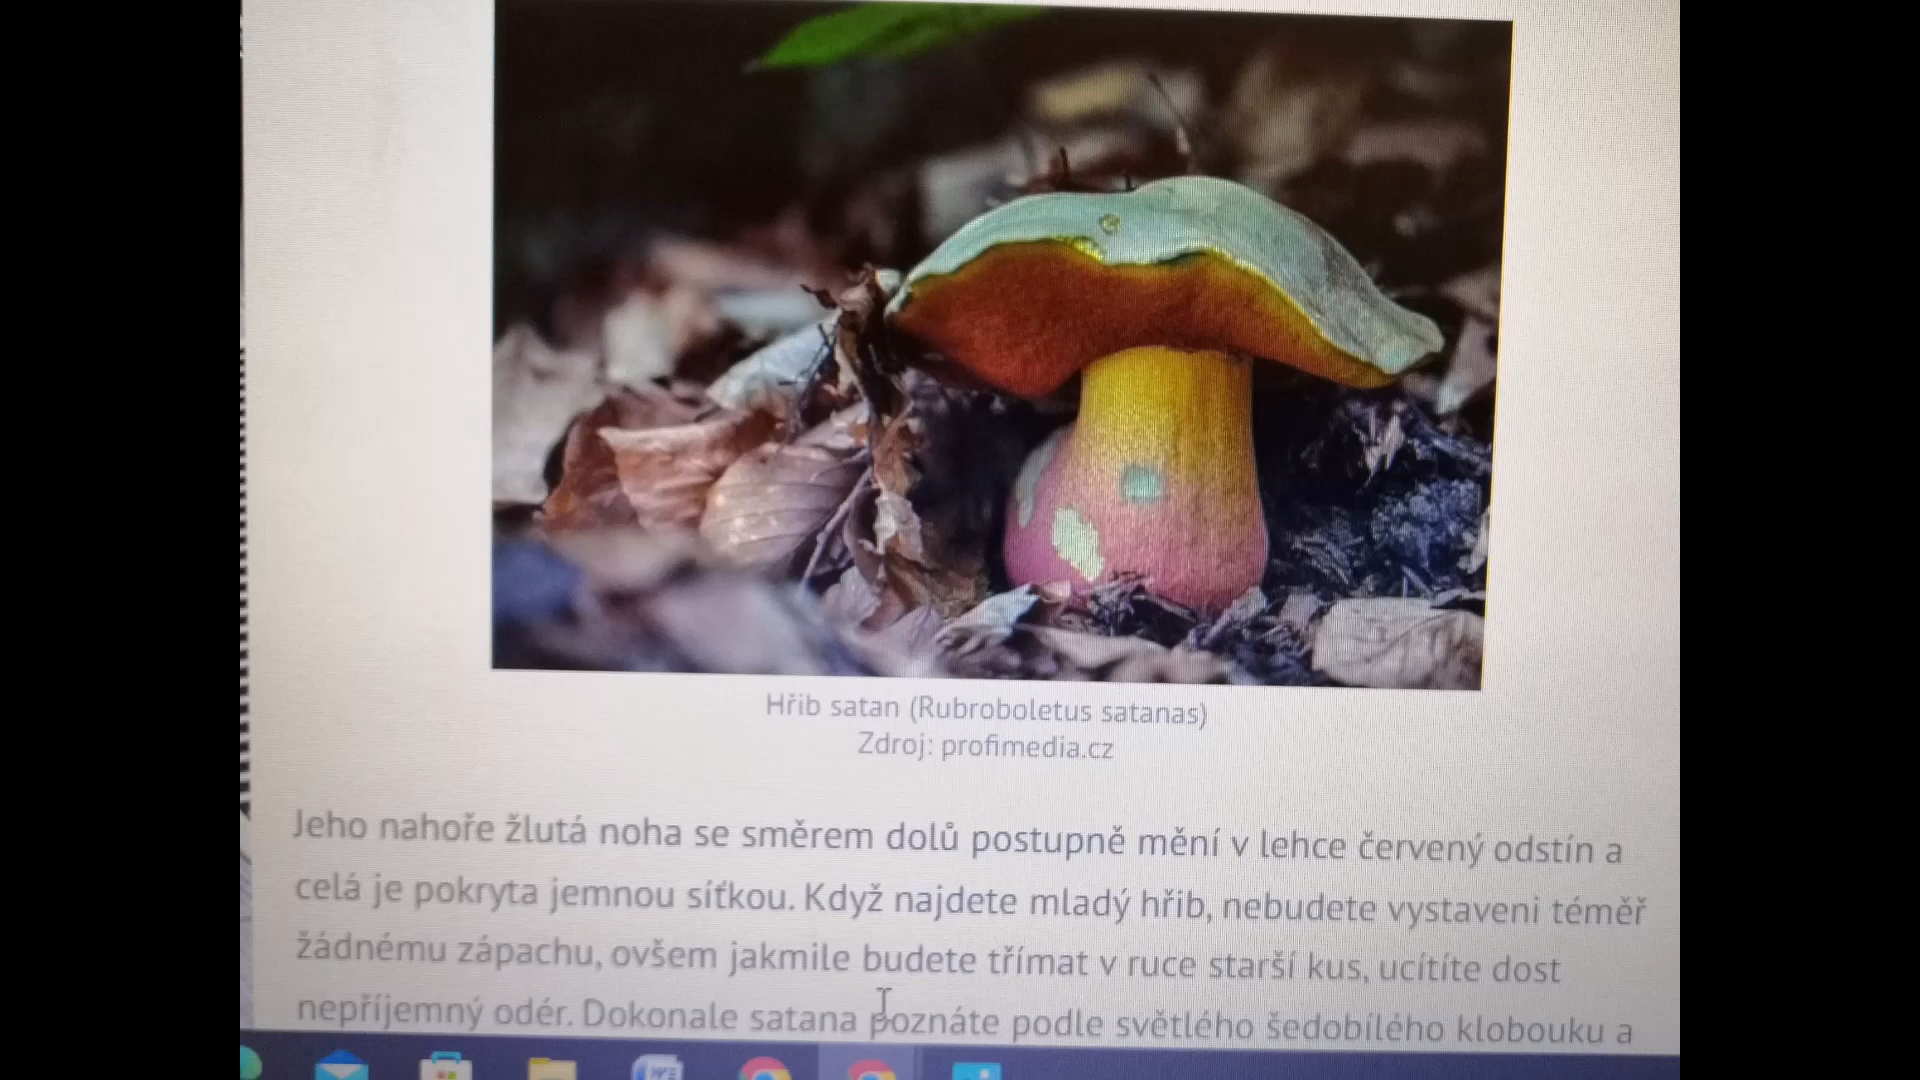 Hřib satan (Rubroboletus satanas)
Zdroj: profimedia.cz
Jeho nahoře žlutá noha se směrem dolů postupně mění v lehce červený odstín a
celá je pokryta jemnou síťkou. Když najdete mladý hřib, nebudete vystaveni téměř
žádnému zápachu, ovšem jakmile budete třímat v ruce starší kus, ucítíte dost
nepříjemný odér. Dokonale satana poznáte podle světlého šedobílého klobouku a